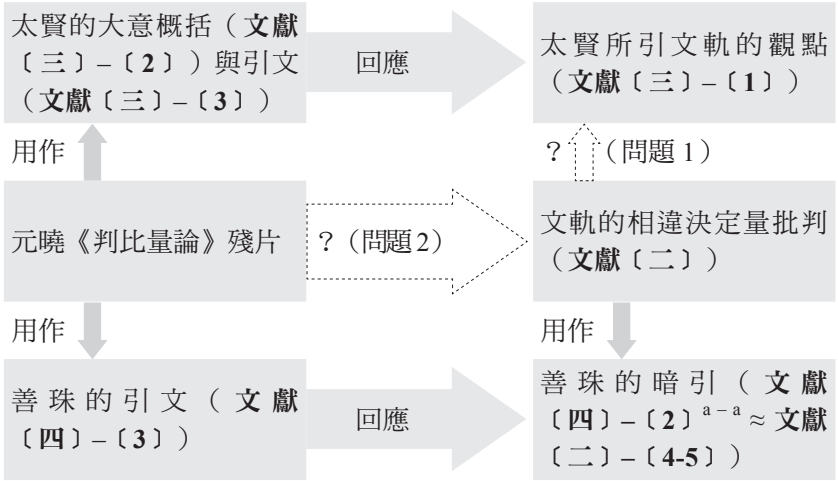 太賢的大意概括（文獻
〔三〕–〔2〕）與引文
（文獻〔三〕–〔3〕）
回應
太賢所引文軌的觀點
（文獻〔三〕–〔1〕）
用作
？（問題 1）
元曉《判比量論》殘片
？（問題 2）
文軌的相違決定量批判
（文獻〔二〕）
用作
用作
善珠的引文（文獻
〔四〕–〔3〕）
回應
善珠的暗引（文獻
〔四〕–〔2〕a–a ≈ 文獻
〔二〕–〔4-5〕）